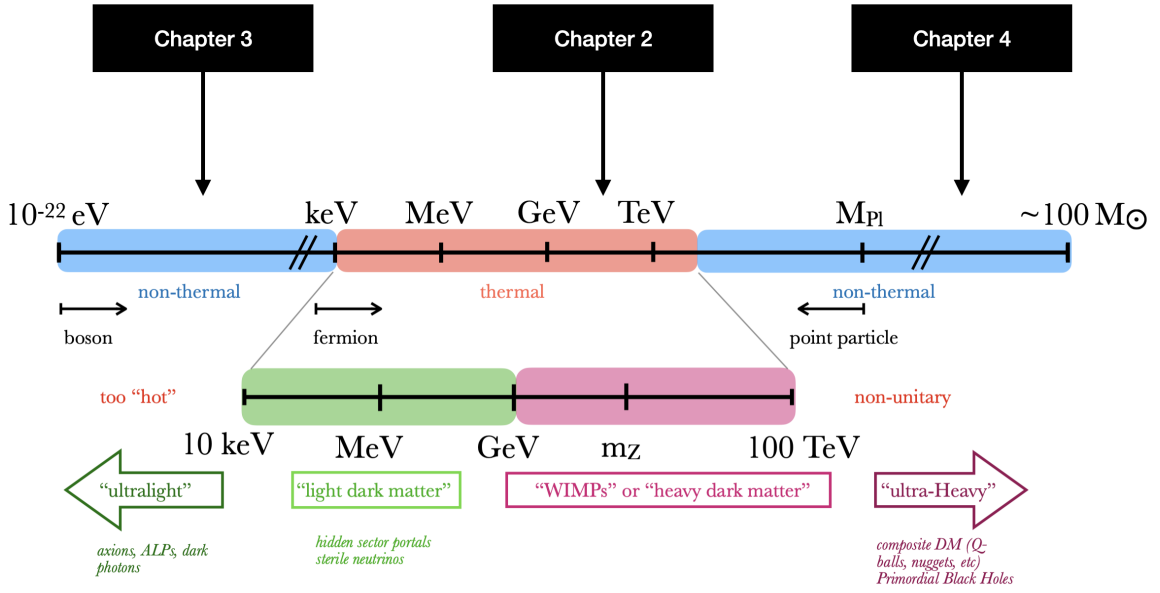 Chapter 3
Chapter 2
Chapter 4
10⁻²² eV
keV
MeV
GeV
TeV
M_Pl
~100 M☉
non-thermal
thermal
non-thermal
boson
fermion
point particle
too “hot”
non-unitary
10 keV
MeV
GeV
m_Z
100 TeV
“ultralight”
“light dark matter”
“WIMPs” or “heavy dark matter”
“ultra-Heavy”
axions, ALPs, dark
photons
hidden sector portals
sterile neutrinos
composite DM (Q-
balls, nuggets, etc)
Primordial Black Holes